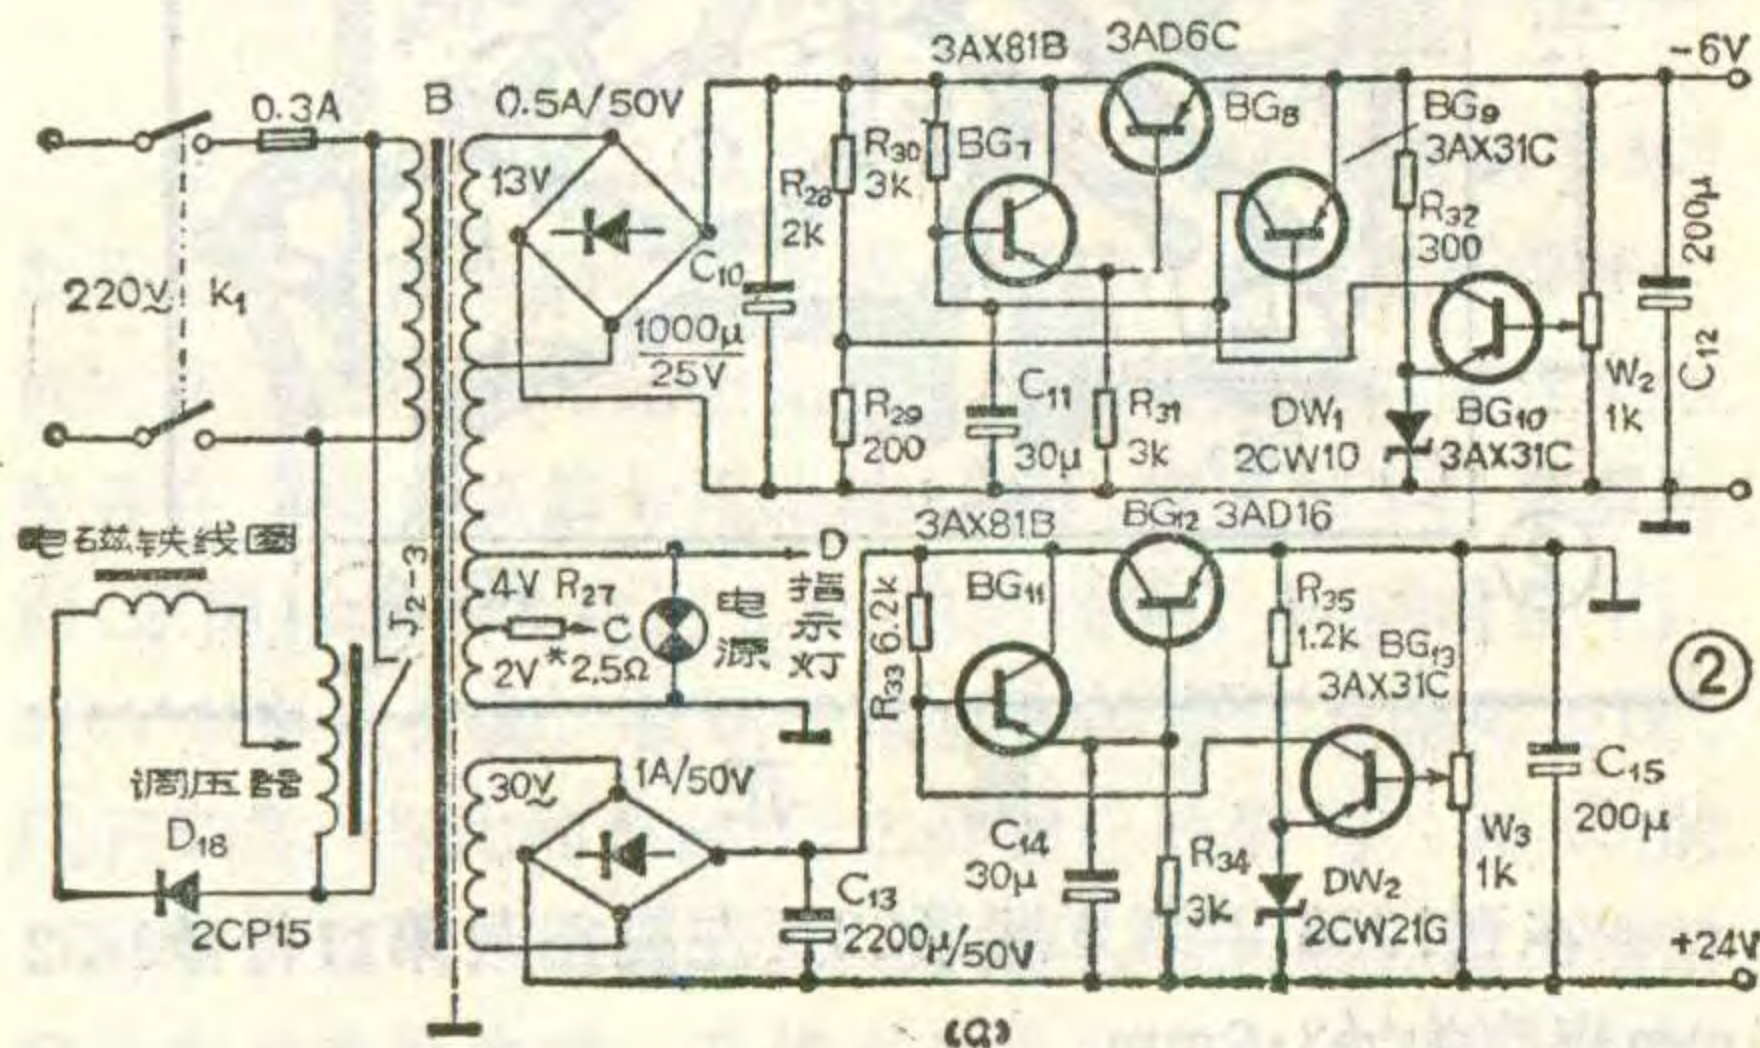 3AX81B 3AD6C
-6V
0.3A B 0.5A/50V
BG8 BG9
3AX31C
13V
R30
3k
BG7
R28
2k
R32
300
200μ
220V K1
C10
1000μ
25V
C12
R29
200
C11
30μ
R31
3k
DW1
2CW10
BG10
3AX31C
W2
1k
3AX81B BG12 3AD16
电磁铁线圈
J2-3
D
4V R27
C
2V *2.5Ω
电源
指示灯
R33 6.2k
BG11
R35
1.2k
BG13
3AX31C
②
调压器
30V 1A/50V
D18
2CP15
C13
2200μ/50V
C14
30μ
R34
3k
DW2
2CW21G
W3
1k
C15
200μ
+24V
(a)